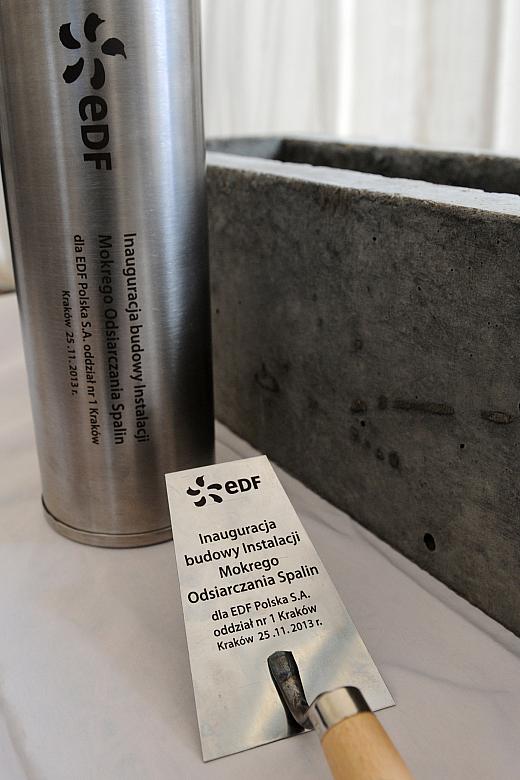 eDF
Inauguracja budowy Instalacji
Mokrego Odsiarczania Spalin
dla EDF Polska S.A. oddział nr 1 Kraków
Kraków 25 .11. 2013 r.
eDF
Inauguracja
budowy Instalacji
Mokrego
Odsiarczania Spalin
dla EDF Polska S.A.
oddział nr 1 Kraków
Kraków 25 .11. 2013 r.